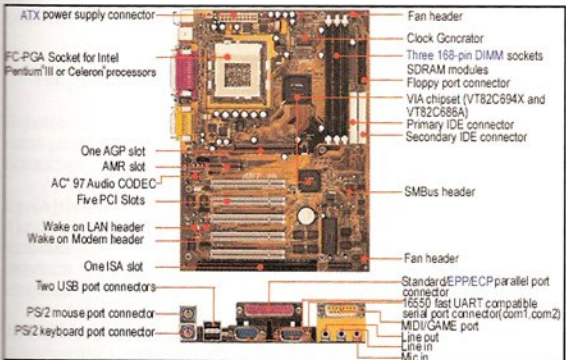 ATX power supply connector
FC-PGA Socket for Intel
Pentium III or Celeron processors
One AGP slot
AMR slot
AC" 97 Audio CODEC
Five PCI Slots
Wake on LAN header
Wake on Modem header
One ISA slot
Two USB port connectors
PS/2 mouse port connector
PS/2 keyboard port connector
Fan header
Clock Generator
Three 168-pin DIMM sockets
SDRAM modules
Floppy port connector
VIA chipset (VT82C694X and
VT82C686A)
Primary IDE connector
Secondary IDE connector
SMBus header
Fan header
Standard/EPP/ECP parallel port
connector
16550 fast UART compatible
serial port connector(com1,com2)
MIDI/GAME port
Line out
Line in
Mic in